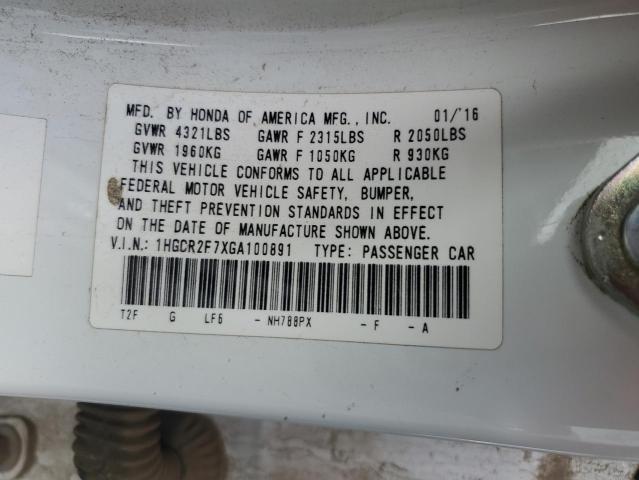 MFD. BY HONDA OF AMERICA MFG., INC. 01/'16
GVWR 4321LBS GAWR F 2315LBS R 2050LBS
GVWR 1960KG GAWR F 1050KG R 930KG
THIS VEHICLE CONFORMS TO ALL APPLICABLE
FEDERAL MOTOR VEHICLE SAFETY, BUMPER,
AND THEFT PREVENTION STANDARDS IN EFFECT
ON THE DATE OF MANUFACTURE SHOWN ABOVE.
V.I.N.: 1HGCR2F7XGA100891 TYPE: PASSENGER CAR
T2F G LF6 - NH788PX - F - A